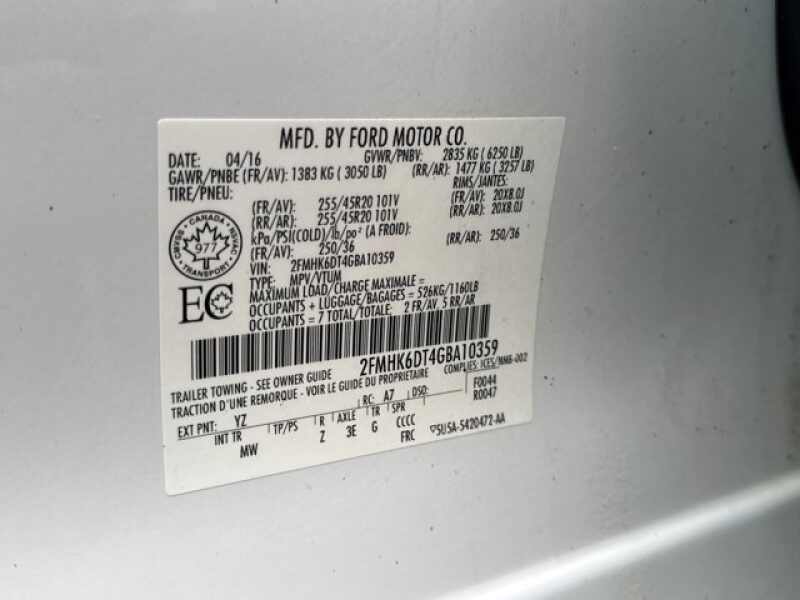 MFD. BY FORD MOTOR CO.
DATE: 04/16 GVWR/PNBV: 2835 KG ( 6250 LB)
GAWR/PNBE (FR/AV): 1383 KG ( 3050 LB) (RR/AR): 1477 KG ( 3257 LB)
TIRE/PNEU: RIMS/JANTES:
(FR/AV): 255/45R20 101V (FR/AV): 20X8.0J
(RR/AR): 255/45R20 101V (RR/AR): 20X8.0J
kPa/PSI(COLD)/lb/po² (A FROID):
(FR/AV): 250/36 (RR/AR): 250/36
VIN: 2FMHK6DT4GBA10359
TYPE: MPV/VTUM
MAXIMUM LOAD/CHARGE MAXIMALE =
OCCUPANTS + LUGGAGE/BAGAGES = 526KG/1160LB
OCCUPANTS = 7 TOTAL/TOTALE: 2 FR/AV, 5 RR/AR
CMVSS · CANADA · NSVAC
977
TRANSPORT
EC
2FMHK6DT4GBA10359
COMPLIES: ICES/NMB-002
TRAILER TOWING - SEE OWNER GUIDE
TRACTION D'UNE REMORQUE - VOIR LE GUIDE DU PROPRIETAIRE
F0044
R0047
EXT PNT: YZ RC: A7 DSO:
INT TR TP/PS R AXLE TR SPR
MW Z 3E G CCCC
FRC 5USA-5420472-AA